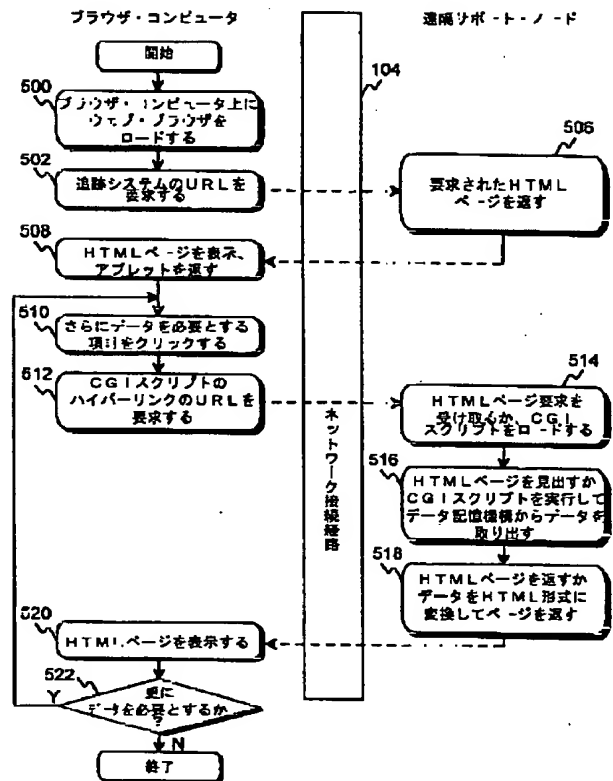 ブラウザ・コンピュータ
遠隔サポート・ノード
開始
104
500
ブラウザ・コンピュータ上に
ウェブ・ブラウザを
ロードする
502
追跡システムのURLを
要求する
506
要求されたHTML
ページを返す
508
HTMLページを表示、
アプレットを返す
510
さらにデータを必要とする
項目をクリックする
512
CGIスクリプトの
ハイパーリンクのURLを
要求する
514
HTMLページ要求を
受け取るか、CGI
スクリプトをロードする
ネットワーク接続経路
516
HTMLページを見出すか
CGIスクリプトを実行して
データ記憶機構からデータを
取り出す
518
HTMLページを返すか
データをHTML形式に
変換してページを返す
520
HTMLページを表示する
522
更に
データを必要とするか
?
Y
N
終了